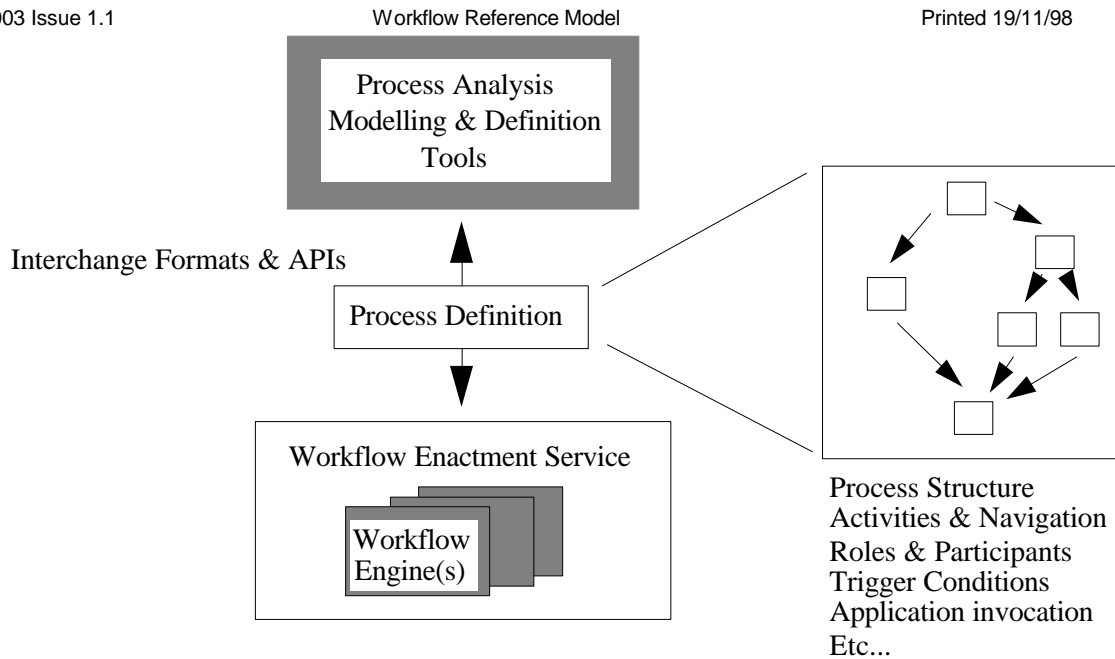 003 Issue 1.1 Workflow Reference Model Printed 19/11/98
Process Analysis
Modelling & Definition
Tools
Interchange Formats & APIs
Process Definition
Workflow Enactment Service
Workflow
Engine(s)
Process Structure
Activities & Navigation
Roles & Participants
Trigger Conditions
Application invocation
Etc...